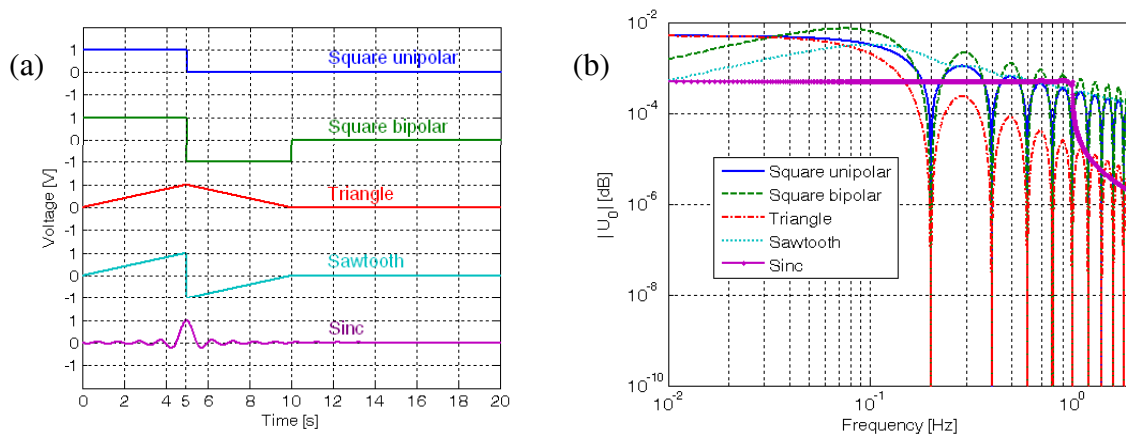 (a)
Voltage [V]
1
0
-1
Square unipolar
1
0
-1
Square bipolar
1
0
-1
Triangle
1
0
-1
Sawtooth
1
0
-1
Sinc
0 2 4 5 6 8 10 12 14 16 18 20
Time [s]
(b)
|U0| [dB]
10^-2
10^-4
10^-6
10^-8
10^-10
Square unipolar
Square bipolar
Triangle
Sawtooth
Sinc
10^-2 10^-1 10^0
Frequency [Hz]